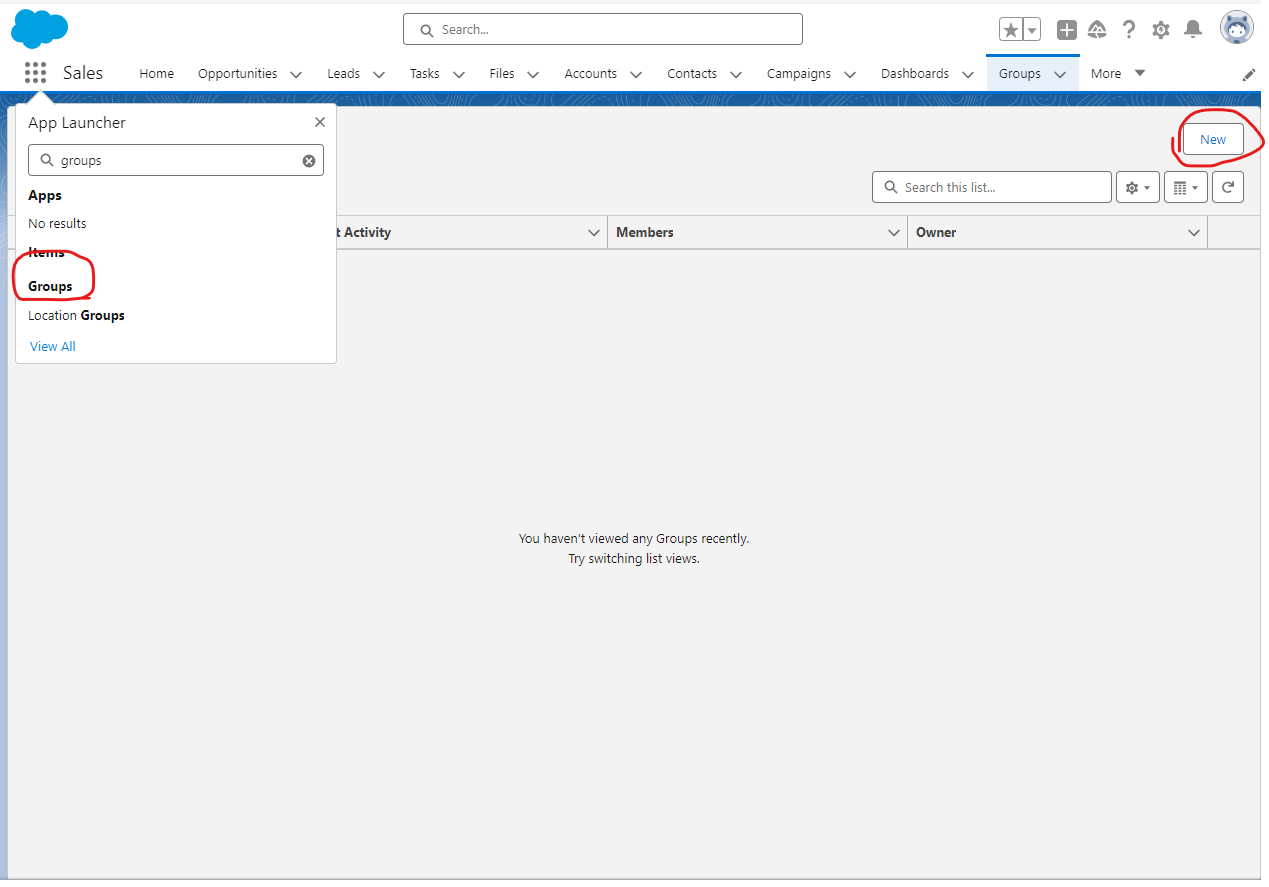 Search...
Sales Home Opportunities Leads Tasks Files Accounts Contacts Campaigns Dashboards Groups More
App Launcher
groups
Apps
No results
Items
Groups
Location Groups
View All
New
Search this list...
t Activity Members Owner
You haven't viewed any Groups recently.
Try switching list views.